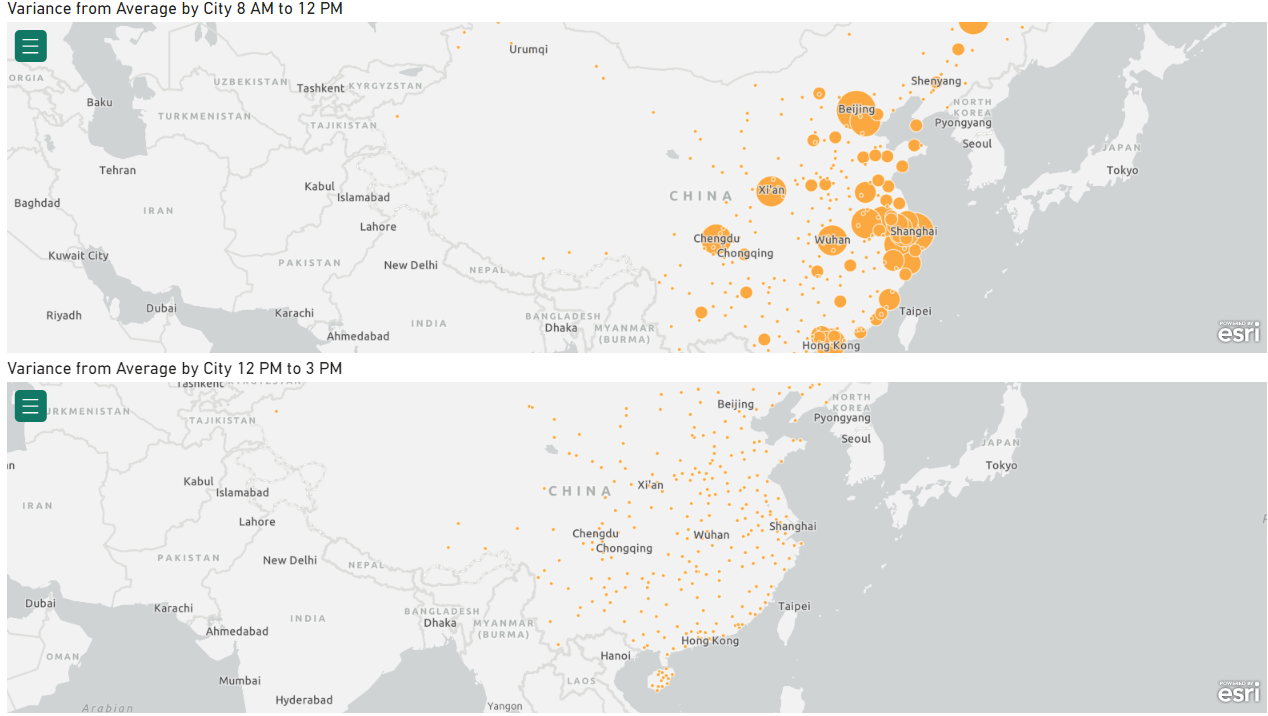 Variance from Average by City 8 AM to 12 PM
Urumqi
ORGIA
UZBEKISTAN
Tashkent
KYRGYZSTAN
Shenyang
Baku
TURKMENISTAN
Beijing
NORTH
KOREA
TAJIKISTAN
Pyongyang
Seoul
JAPAN
Tehran
Tokyo
Kabul
Islamabad
CHINA
Xi'an
Baghdad
IRAN
Lahore
Shanghai
Chengdu
Wuhan
Kuwait City
Chongqing
PAKISTAN
New Delhi
NEPAL
Dubai
Karachi
Taipei
Riyadh
BANGLADESH
INDIA
Dhaka
MYANMAR
(BURMA)
Ahmedabad
Hong Kong
POWERED BY
esri
Variance from Average by City 12 PM to 3 PM
Tashkent
KYRGYZSTAN
URKMENISTAN
Beijing
NORTH
KOREA
TAJIKISTAN
Pyongyang
Seoul
JAPAN
an
Tokyo
Kabul
Islamabad
CHINA
Xi'an
IRAN
Lahore
Shanghai
Chengdu
Wuhan
Chongqing
PAKISTAN
New Delhi
NEPAL
Dubai
Karachi
Taipei
BANGLADESH
INDIA
Dhaka
MYANMAR
(BURMA)
Ahmedabad
Hong Kong
OMAN
Hanoi
Mumbai
LAOS
POWERED BY
esri
Hyderabad
Arabian
Yangon